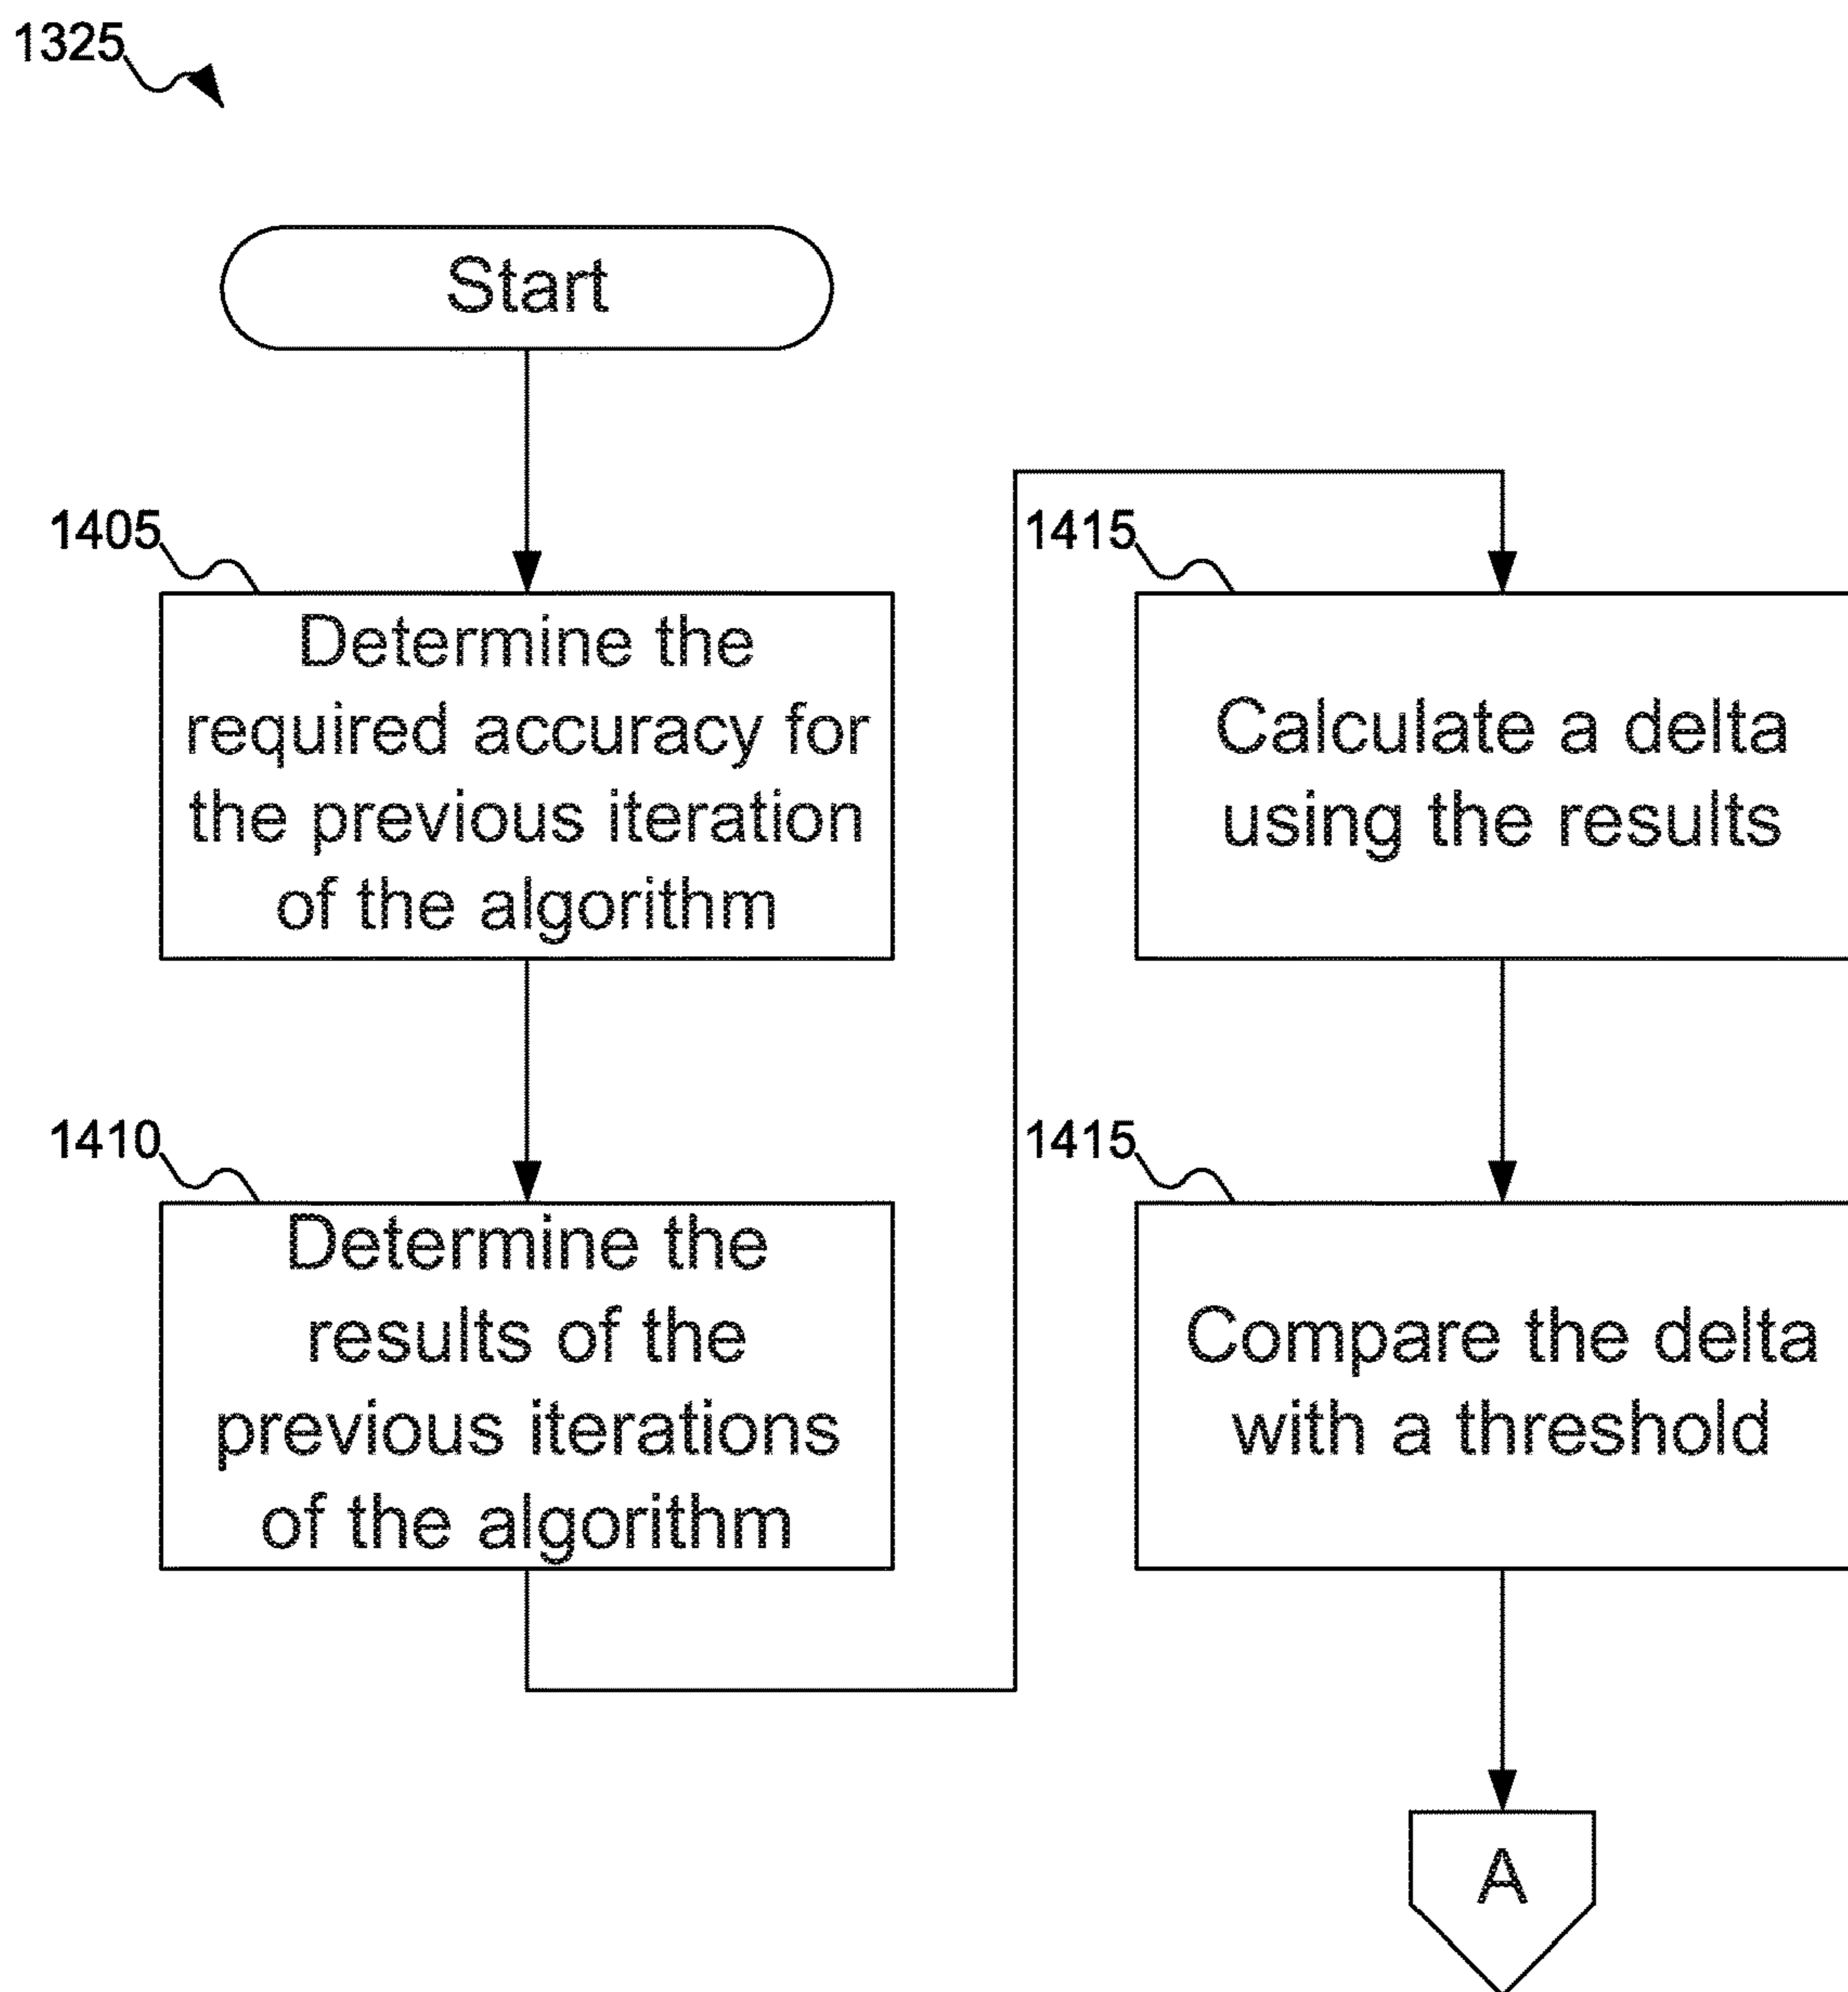 1325
Start
1405
Determine the
required accuracy for
the previous iteration
of the algorithm
1410
Determine the
results of the
previous iterations
of the algorithm
1415
Calculate a delta
using the results
1415
Compare the delta
with a threshold
A